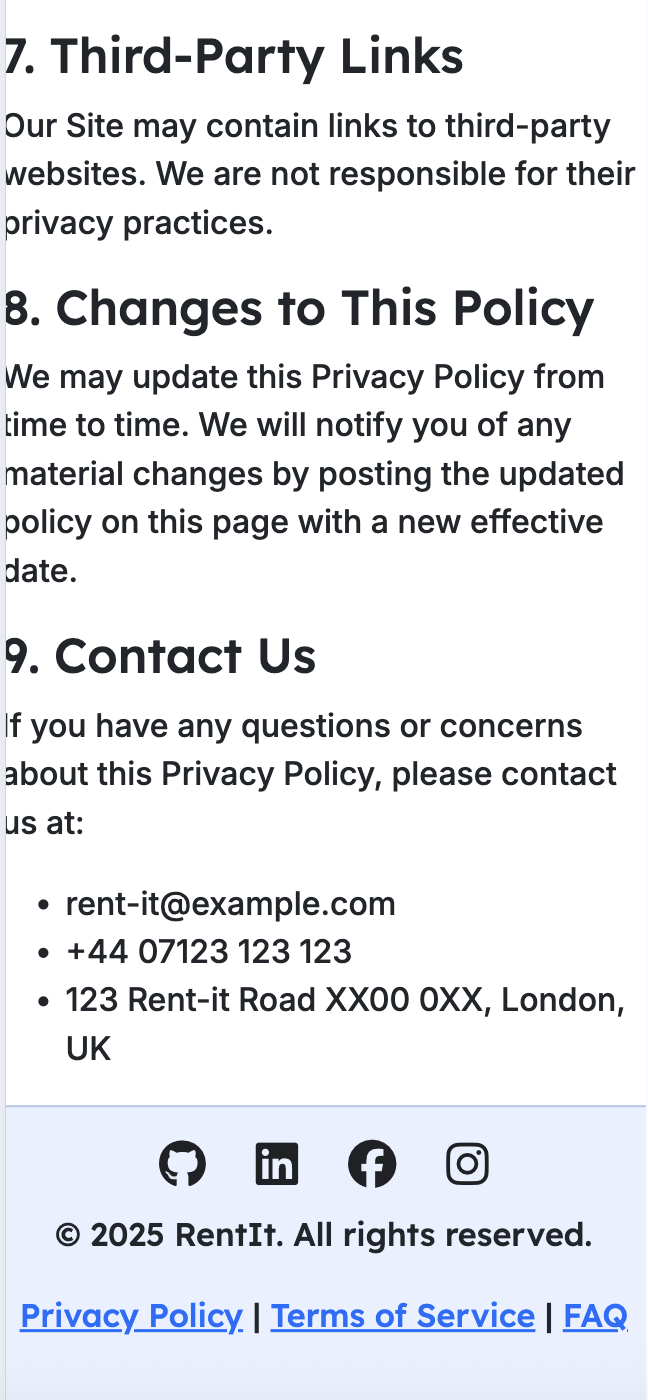 7. Third-Party Links
Our Site may contain links to third-party
websites. We are not responsible for their
privacy practices.
8. Changes to This Policy
We may update this Privacy Policy from
time to time. We will notify you of any
material changes by posting the updated
policy on this page with a new effective
date.
9. Contact Us
If you have any questions or concerns
about this Privacy Policy, please contact
us at:
• rent-it@example.com
• +44 07123 123 123
• 123 Rent-it Road XX00 0XX, London,
UK
in
© 2025 RentIt. All rights reserved.
Privacy Policy | Terms of Service | FAQ